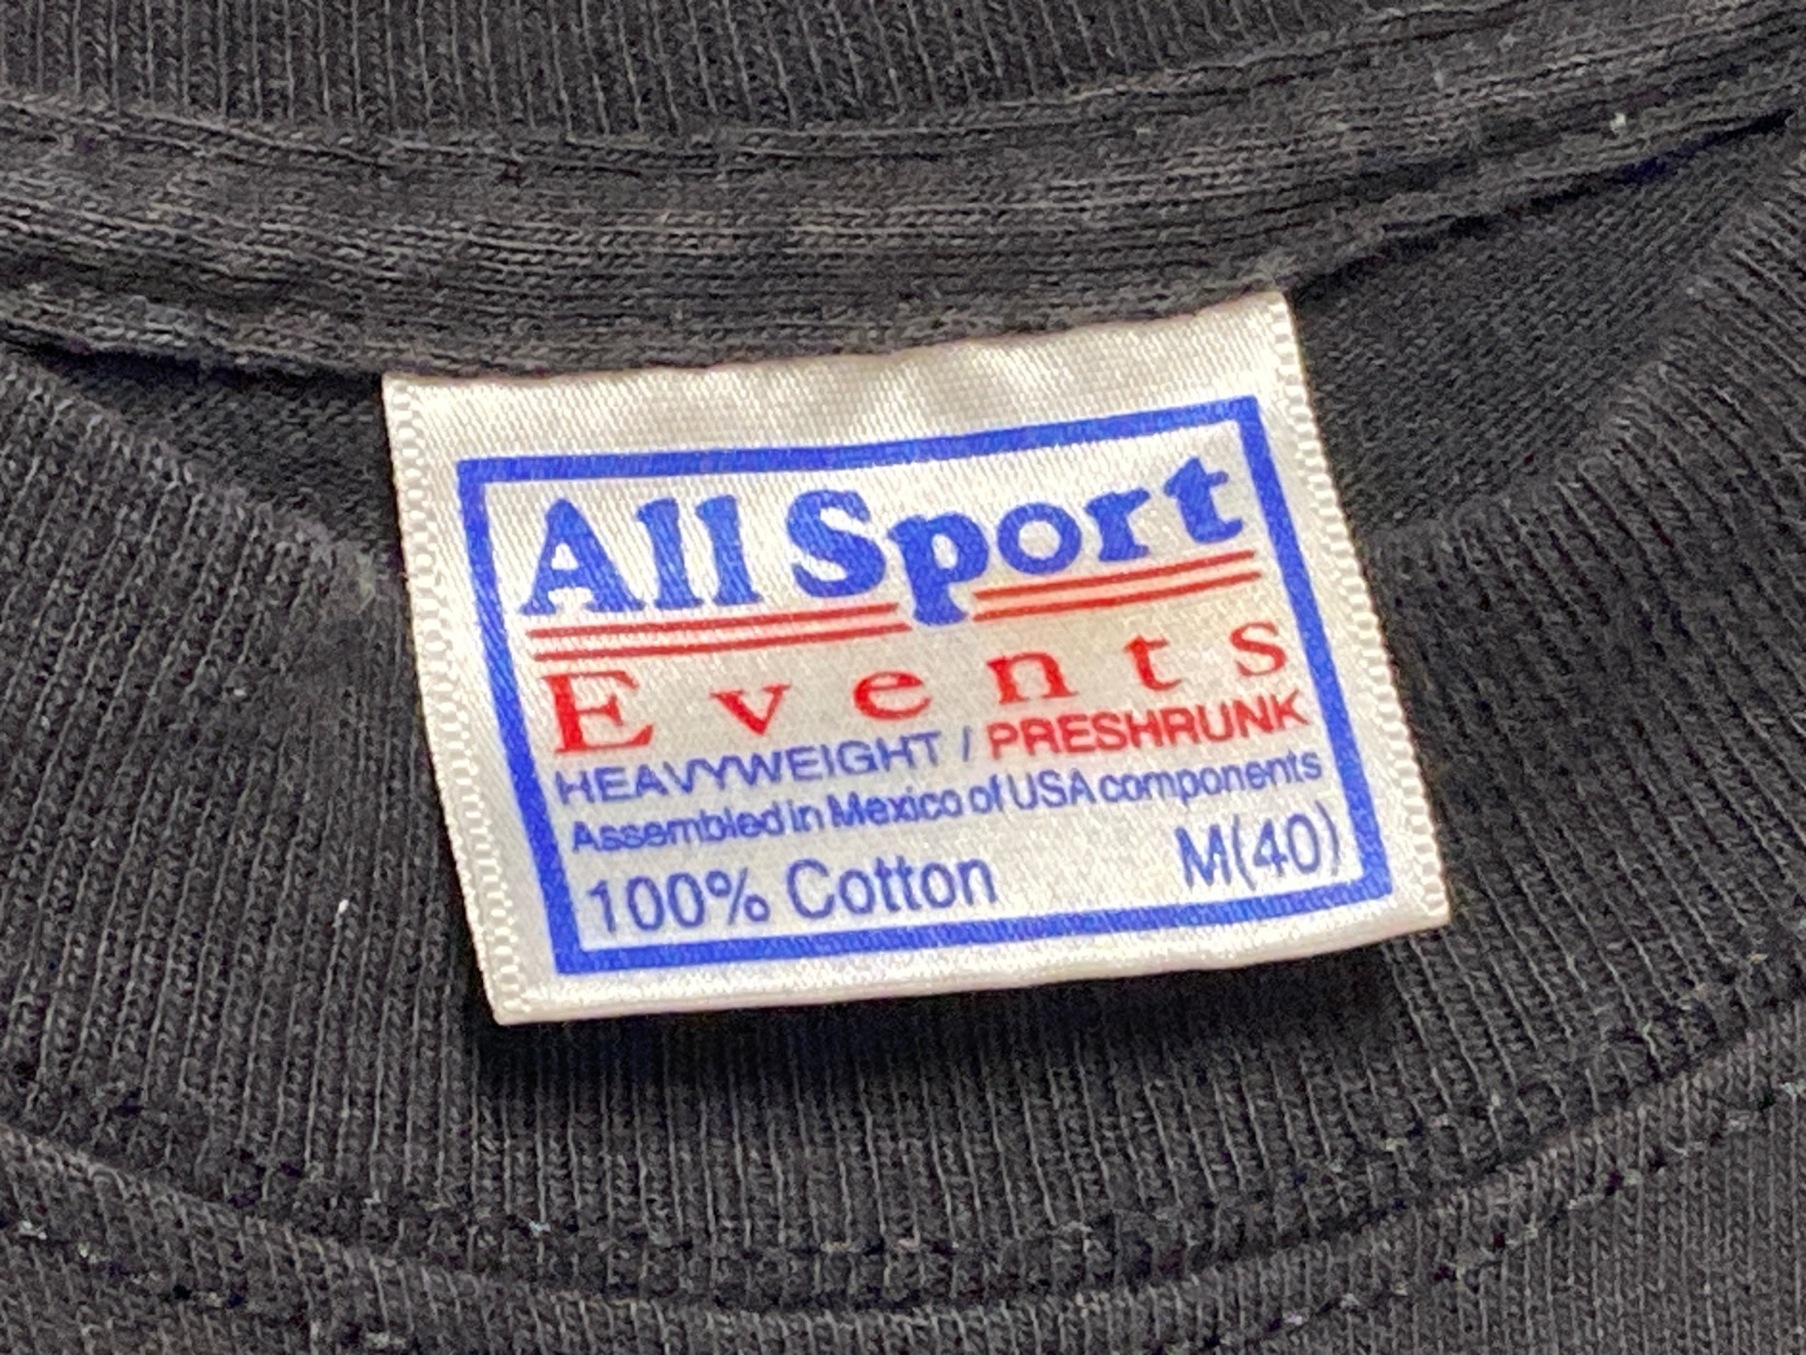 All Sport
Events
HEAVYWEIGHT / PRESHRUNK
Assembled in Mexico of USA components
100% Cotton M(40)